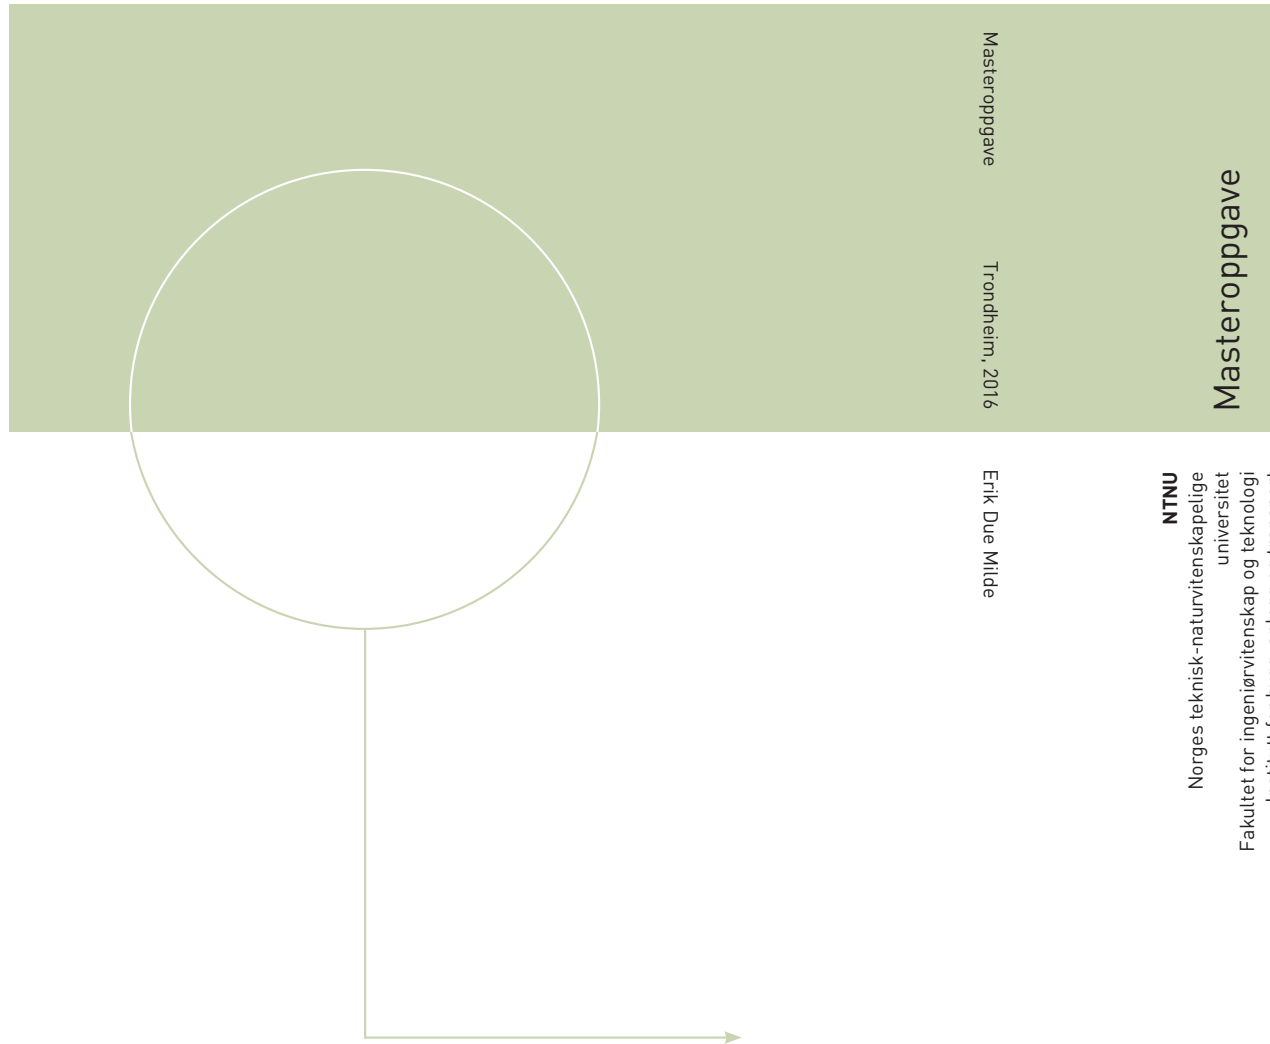 Masteroppgave
Trondheim, 2016
Erik Due Milde
Masteroppgave
NTNU
Norges teknisk-naturvitenskapelige
universitet
Fakultet for ingeniørvitenskap og teknologi